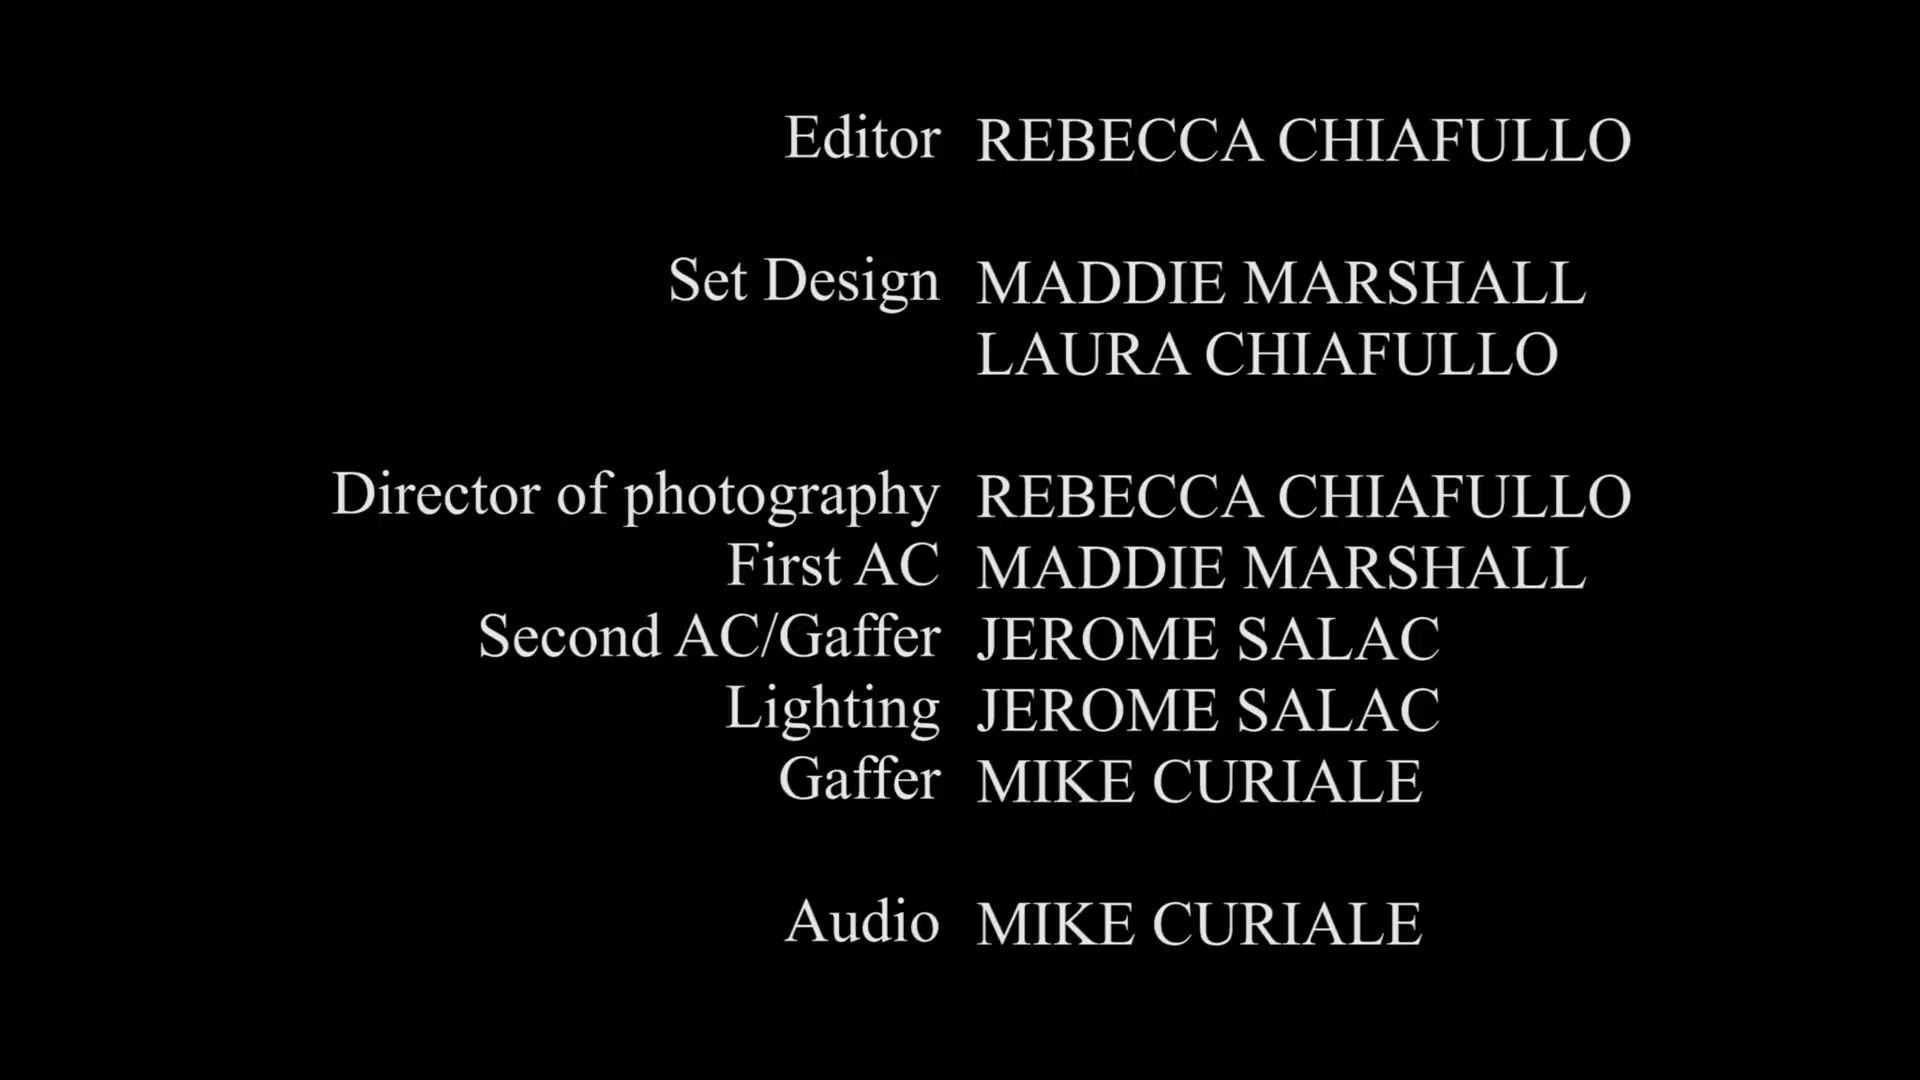 Editor REBECCA CHIAFULLO
Set Design MADDIE MARSHALL
LAURA CHIAFULLO
Director of photography REBECCA CHIAFULLO
First AC MADDIE MARSHALL
Second AC/Gaffer JEROME SALAC
Lighting JEROME SALAC
Gaffer MIKE CURIALE
Audio MIKE CURIALE